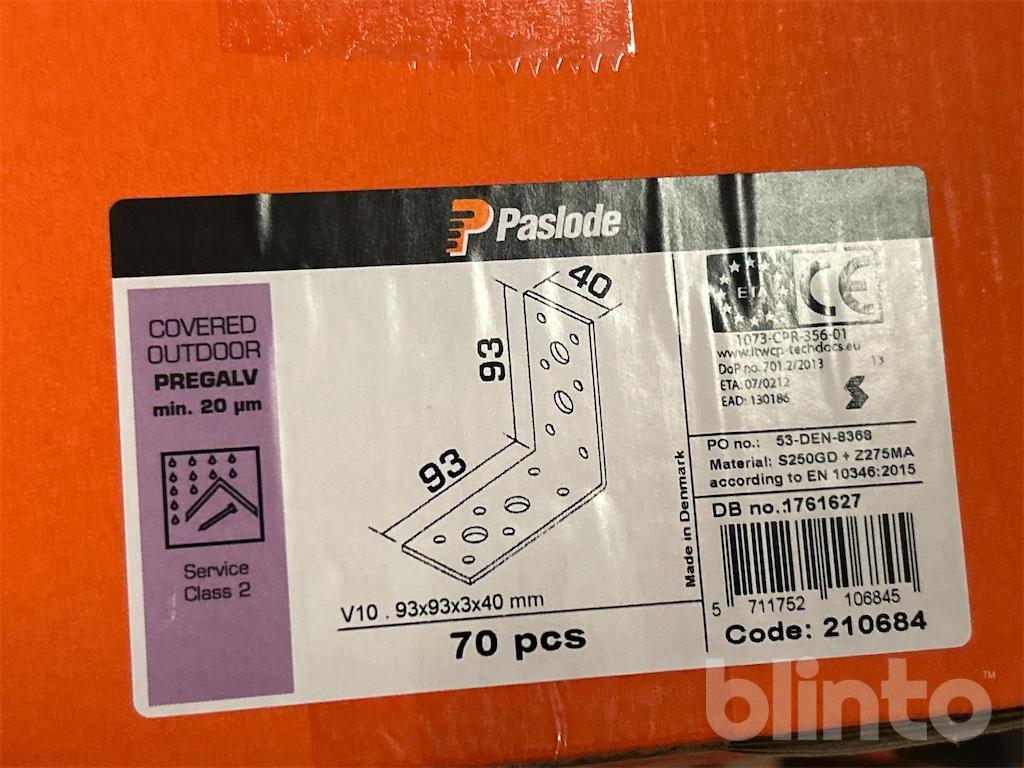 Paslode
COVERED
OUTDOOR
PREGALV
min. 20 µm
Service
Class 2
40
93
93
V10 . 93x93x3x40 mm
70 pcs
ETA
CE
1073-CPR-356-01
www.itwcp-techdocs.eu
DoP no. 701.2/2013
13
ETA: 07/0212
EAD: 130186
Made in Denmark
PO no.: 53-DEN-8368
Material: S250GD + Z275MA
according to EN 10346:2015
DB no.:1761627
5 711752 106845
Code: 210684
blinto™